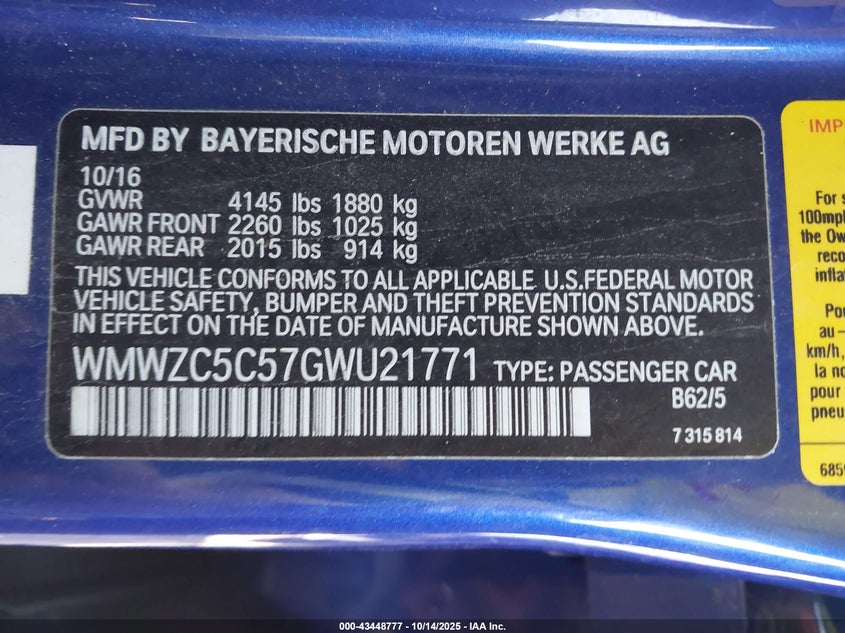 MFD BY BAYERISCHE MOTOREN WERKE AG
10/16
GVWR 4145 lbs 1880 kg
GAWR FRONT 2260 lbs 1025 kg
GAWR REAR 2015 lbs 914 kg
THIS VEHICLE CONFORMS TO ALL APPLICABLE U.S.FEDERAL MOTOR
VEHICLE SAFETY, BUMPER AND THEFT PREVENTION STANDARDS
IN EFFECT ON THE DATE OF MANUFACTURE SHOWN ABOVE.
WMWZC5C57GWU21771 TYPE: PASSENGER CAR
B62/5
7 315 814
IMP
For s
100mpl
the Ow
reco
infla
Po
au –
km/h,
la no
pour
pneu
685
000-43448777 - 10/14/2025 - IAA Inc.